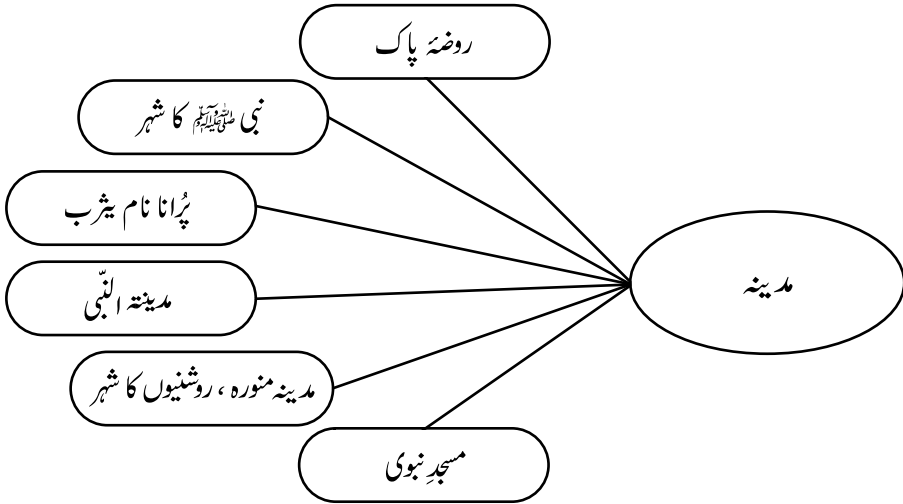 روضۂ پاک
نبی ﷺ کا شہر
پُرانا نام یثرب
مدینتہ النّبی
مدینہ منورہ ، روشنیوں کا شہر
مسجدِ نبوی
مدینہ